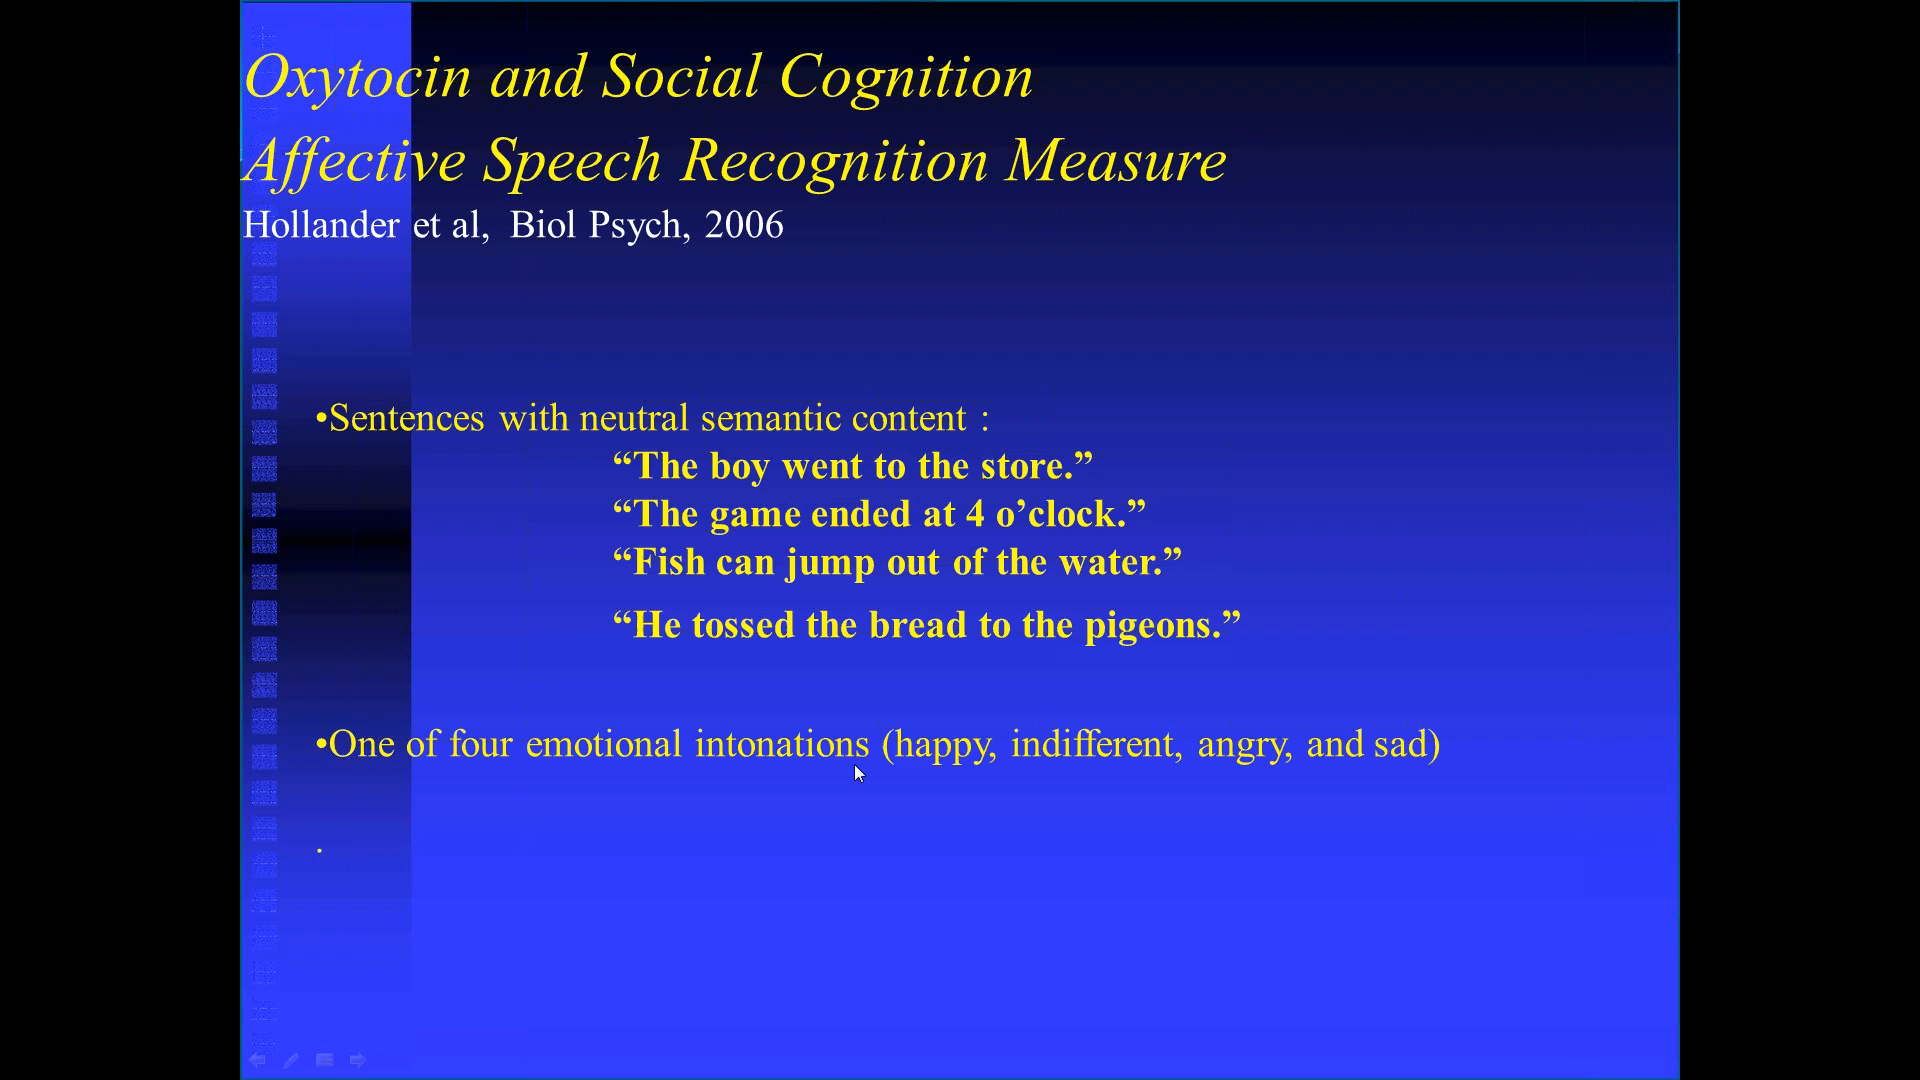 Oxytocin and Social Cognition
Affective Speech Recognition Measure
Hollander et al, Biol Psych, 2006
•Sentences with neutral semantic content :
“The boy went to the store.”
“The game ended at 4 o’clock.”
“Fish can jump out of the water.”
“He tossed the bread to the pigeons.”
•One of four emotional intonations (happy, indifferent, angry, and sad)
.